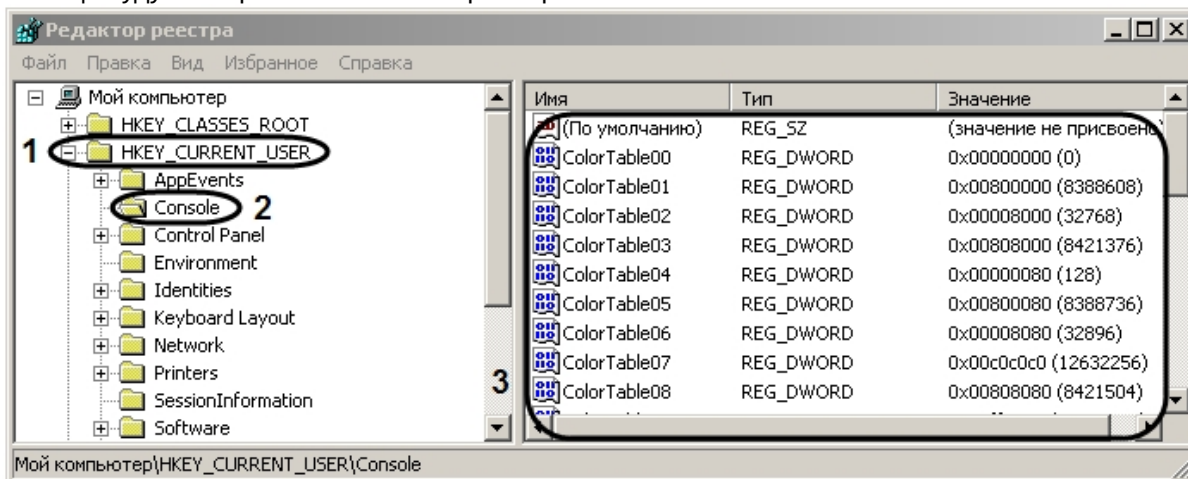 Редактор реестра
Файл Правка Вид Избранное Справка
Мой компьютер
HKEY_CLASSES_ROOT
1 HKEY_CURRENT_USER
AppEvents
Console 2
Control Panel
Environment
Identities
Keyboard Layout
Network
Printers
SessionInformation
Software
3
Имя Тип Значение
(По умолчанию) REG_SZ (значение не присвоено)
ColorTable00 REG_DWORD 0x00000000 (0)
ColorTable01 REG_DWORD 0x00800000 (8388608)
ColorTable02 REG_DWORD 0x00008000 (32768)
ColorTable03 REG_DWORD 0x00808000 (8421376)
ColorTable04 REG_DWORD 0x00000080 (128)
ColorTable05 REG_DWORD 0x00800080 (8388736)
ColorTable06 REG_DWORD 0x00008080 (32896)
ColorTable07 REG_DWORD 0x00c0c0c0 (12632256)
ColorTable08 REG_DWORD 0x00808080 (8421504)
Мой компьютер\HKEY_CURRENT_USER\Console